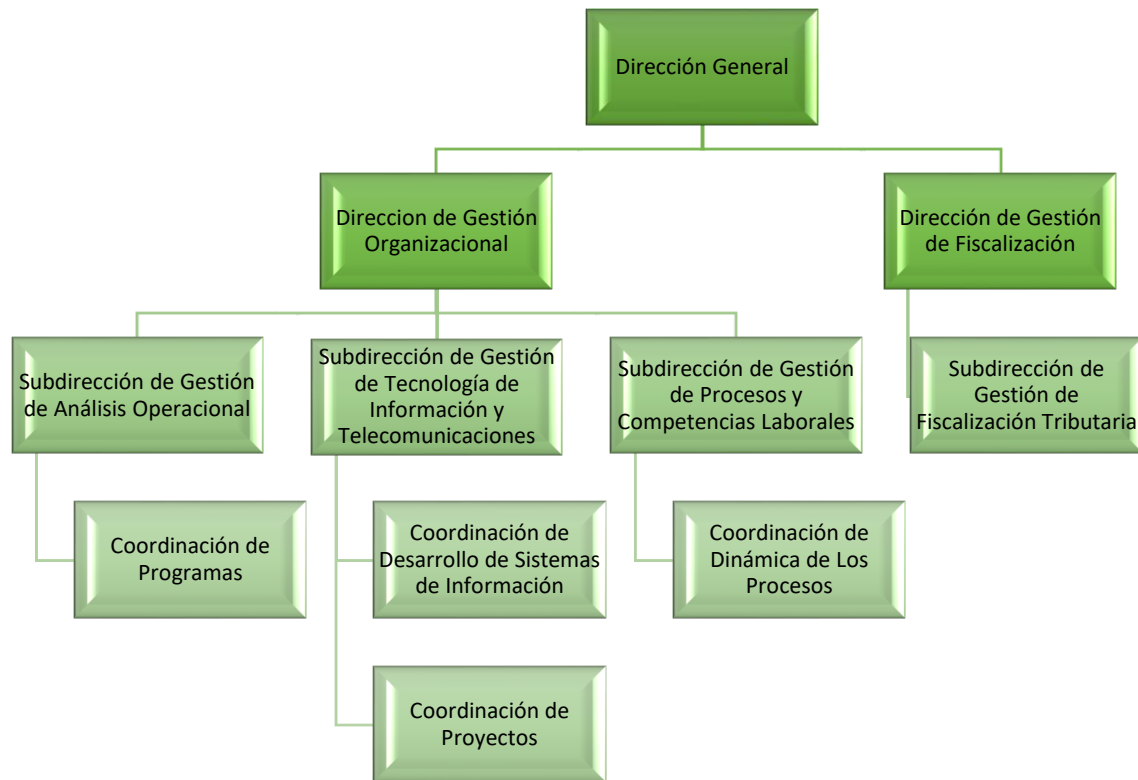 Dirección General
Direccion de Gestión
Organizacional
Dirección de Gestión
de Fiscalización
Subdirección de Gestión
de Análisis Operacional
Subdirección de Gestión
de Tecnología de
Información y
Telecomunicaciones
Subdirección de Gestión
de Procesos y
Competencias Laborales
Subdirección de
Gestión de
Fiscalización Tributaria
Coordinación de
Programas
Coordinación de
Desarrollo de Sistemas
de Información
Coordinación de
Dinámica de Los
Procesos
Coordinación de
Proyectos